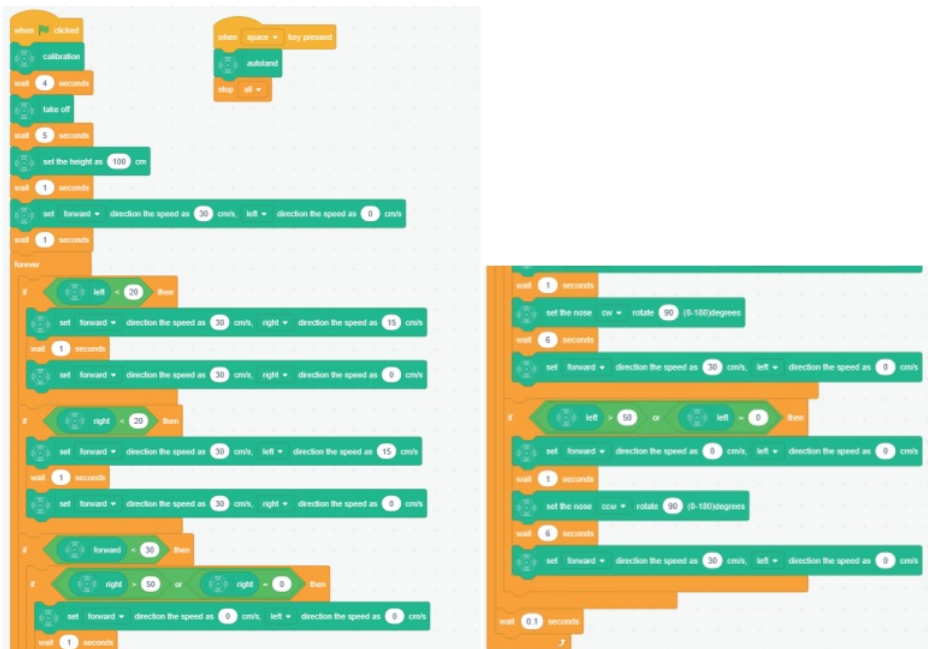 when clicked
calibration
wait 4 seconds
take off
wait 5 seconds
set the height as 100 cm
wait 1 seconds
set forward direction the speed as 30 cm/s, left direction the speed as 0 cm/s
wait 1 seconds
forever
if left < 20 then
set forward direction the speed as 30 cm/s, right direction the speed as 15 cm/s
wait 1 seconds
set forward direction the speed as 30 cm/s, right direction the speed as 0 cm/s
if right < 20 then
set forward direction the speed as 30 cm/s, left direction the speed as 15 cm/s
wait 1 seconds
set forward direction the speed as 30 cm/s, right direction the speed as 0 cm/s
if forward < 30 then
if right > 50 or right = 0 then
set forward direction the speed as 0 cm/s, left direction the speed as 0 cm/s
wait 1 seconds
when space key pressed
autoland
stop all
wait 1 seconds
set the nose cw rotate 90 (0-180)degrees
wait 6 seconds
set forward direction the speed as 30 cm/s, left direction the speed as 0 cm/s
if left > 50 or left = 0 then
set forward direction the speed as 0 cm/s, left direction the speed as 0 cm/s
wait 1 seconds
set the nose ccw rotate 90 (0-180)degrees
wait 6 seconds
set forward direction the speed as 30 cm/s, left direction the speed as 0 cm/s
wait 0.1 seconds